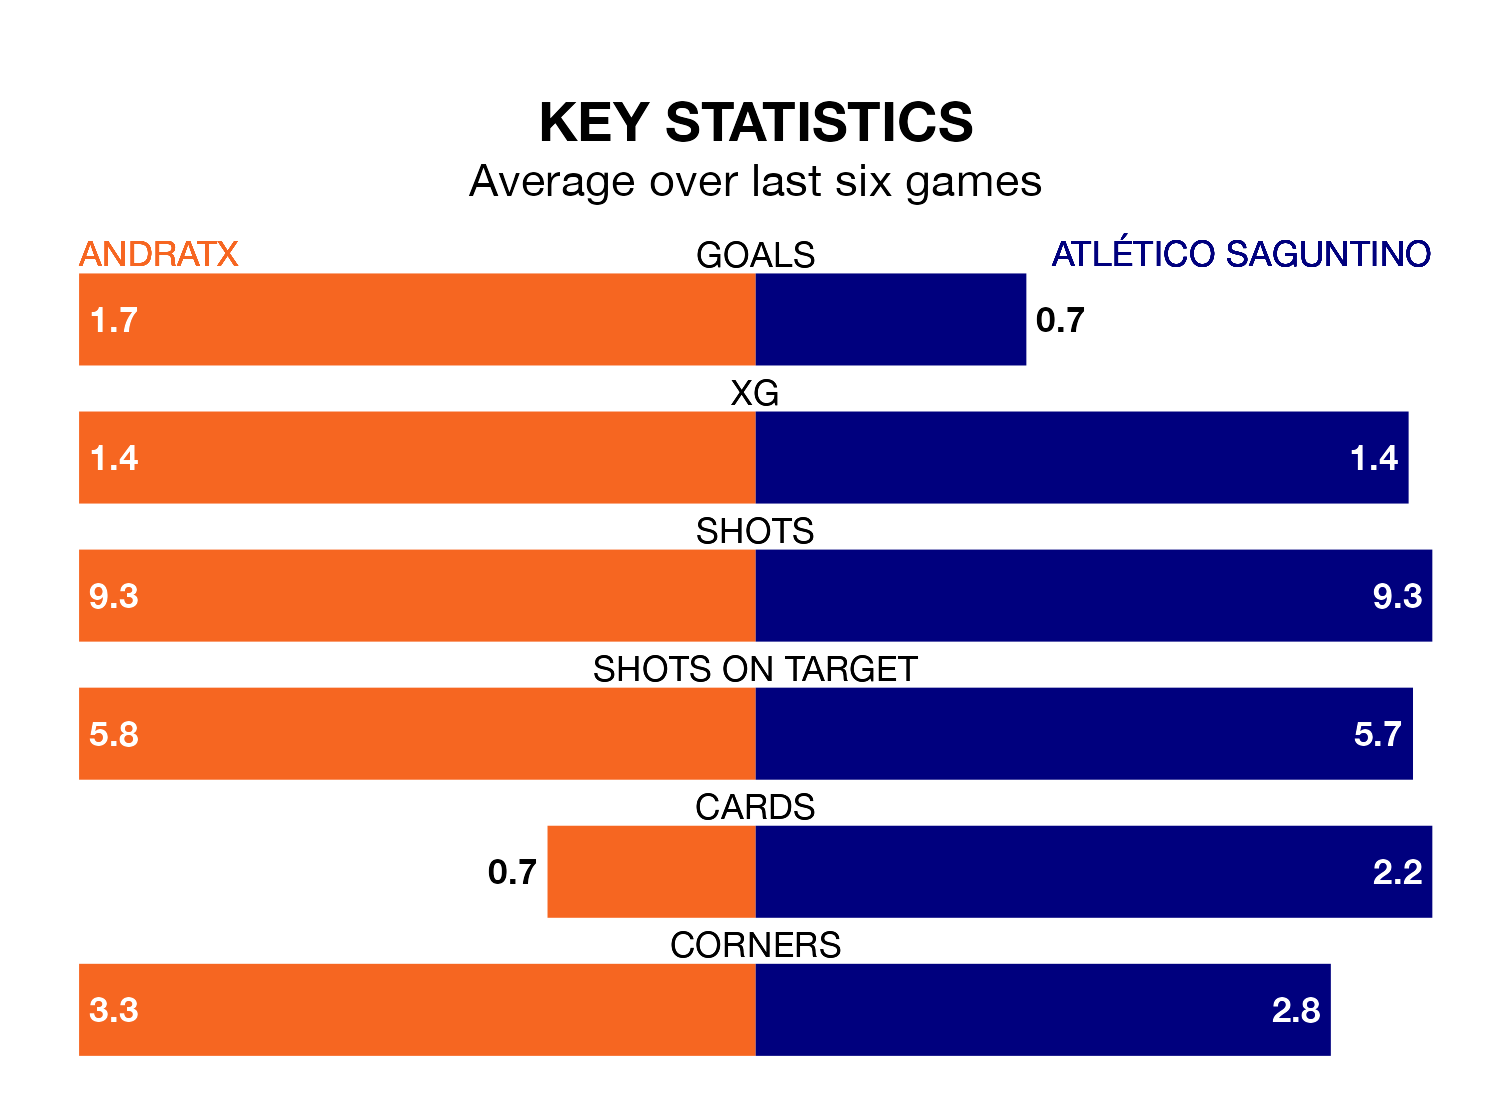 KEY STATISTICS
Average over last six games
ANDRATX GOALS ATLÉTICO SAGUNTINO
1.7 0.7
XG
1.4 1.4
SHOTS
9.3 9.3
SHOTS ON TARGET
5.8 5.7
CARDS
0.7 2.2
CORNERS
3.3 2.8